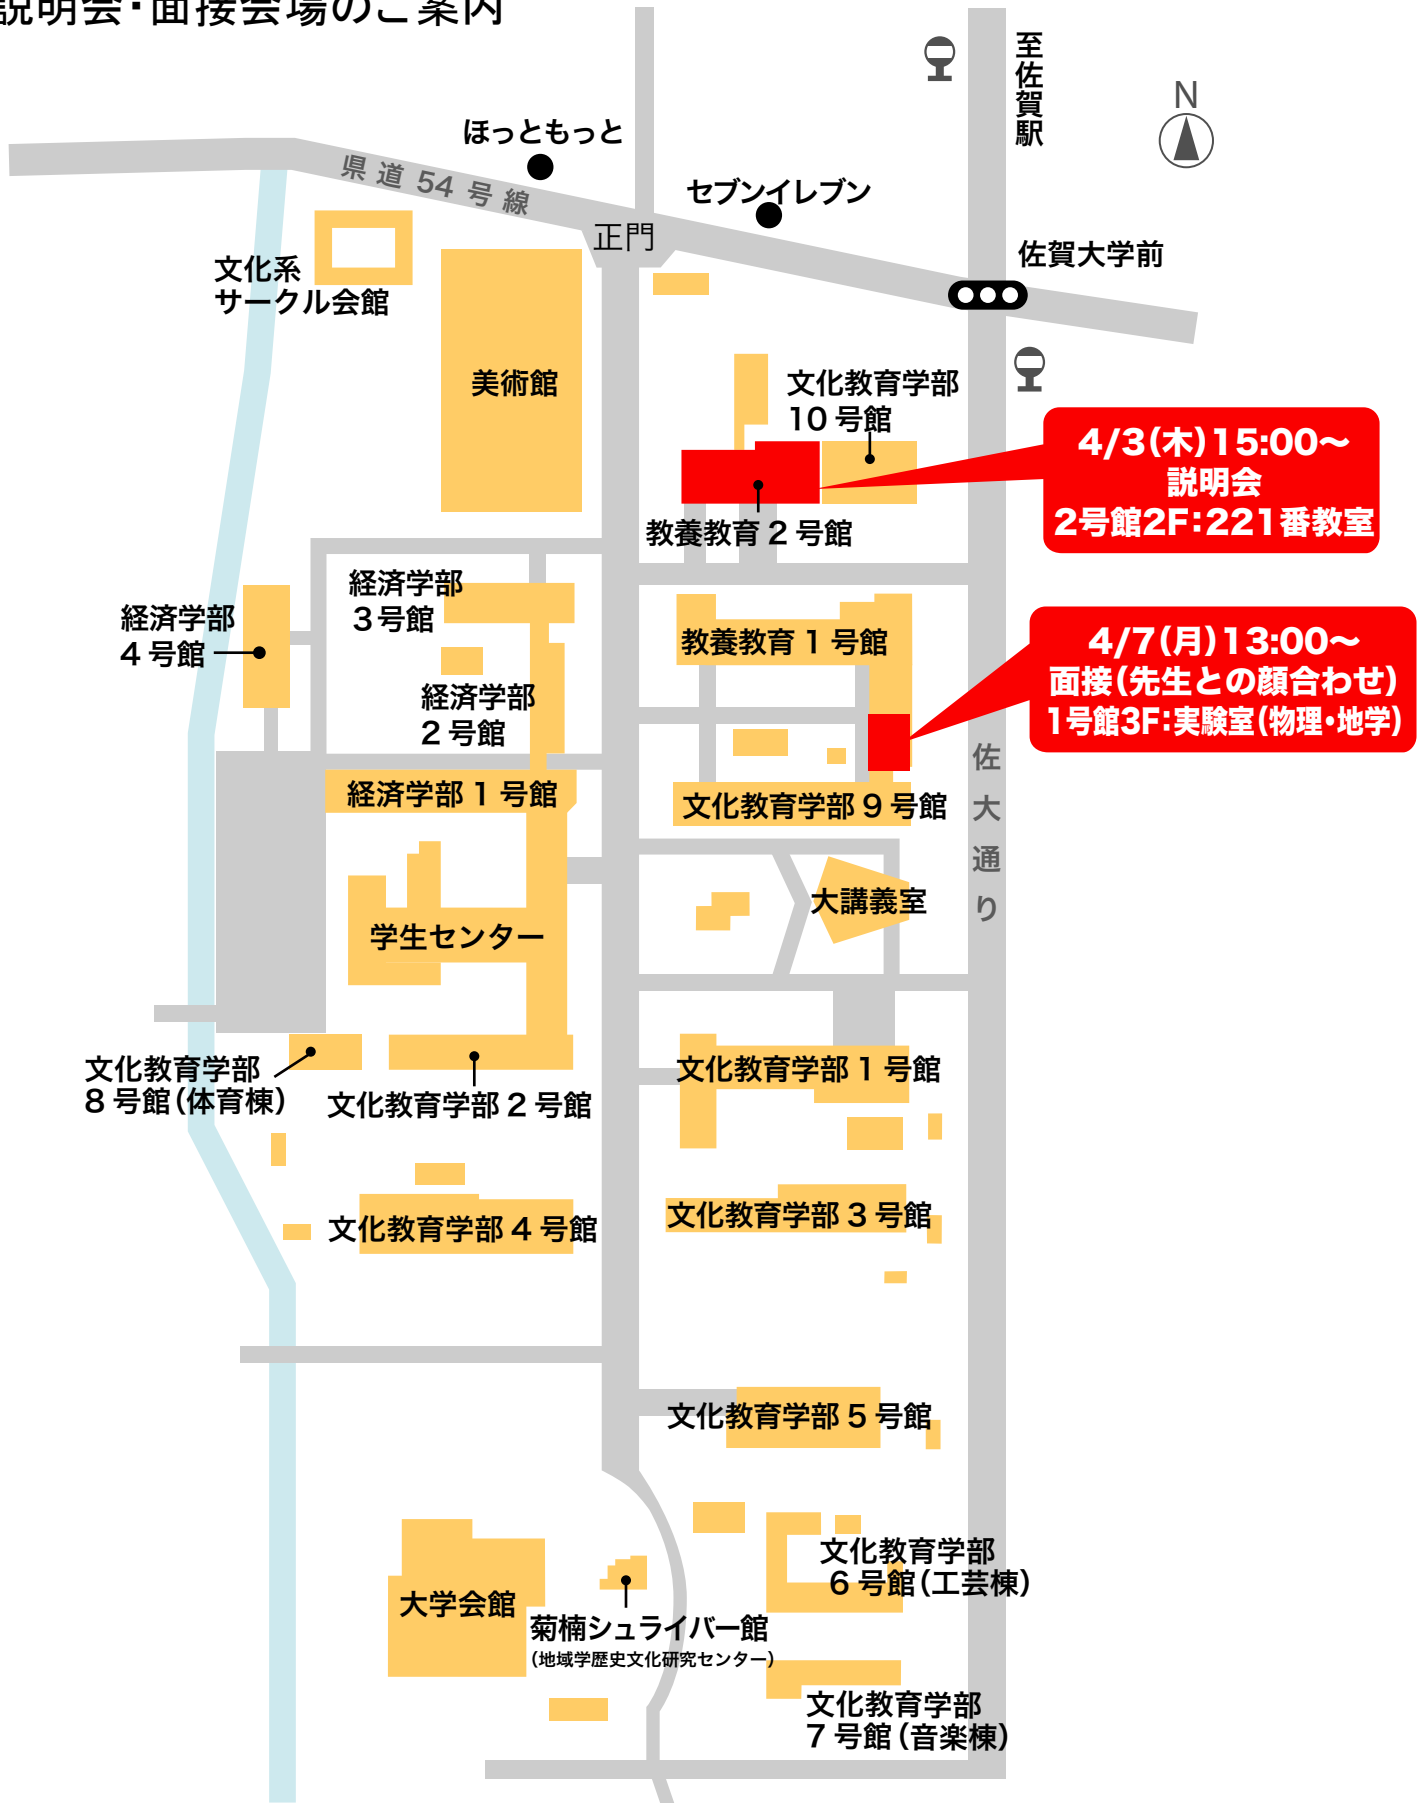 説明会・面接会場のご案内
至佐賀駅
N
ほっともっと
県道54号線
セブンイレブン
正門
佐賀大学前
文化系
サークル会館
美術館
文化教育学部
10号館
4/3(木)15:00〜
説明会
2号館2F:221番教室
教養教育2号館
経済学部
3号館
経済学部
4号館
教養教育1号館
4/7(月)13:00〜
面接(先生との顔合わせ)
1号館3F:実験室(物理・地学)
経済学部
2号館
佐大通り
経済学部1号館
文化教育学部9号館
大講義室
学生センター
文化教育学部
8号館(体育棟)
文化教育学部2号館
文化教育学部1号館
文化教育学部4号館
文化教育学部3号館
文化教育学部5号館
文化教育学部
6号館(工芸棟)
大学会館
菊楠シュライバー館
(地域学歴史文化研究センター)
文化教育学部
7号館(音楽棟)